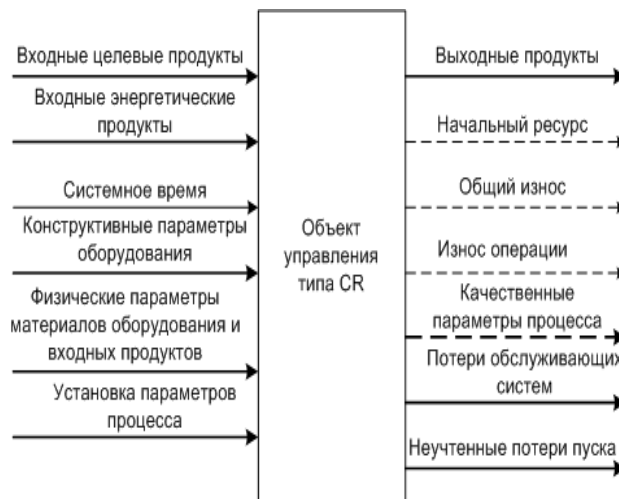 Входные целевые продукты
Входные энергетические
продукты
Системное время
Конструктивные параметры
оборудования
Физические параметры
материалов оборудования и
входных продуктов
Установка параметров
процесса
Объект
управления
типа CR
Выходные продукты
Начальный ресурс
Общий износ
Износ операции
Качественные
параметры процесса
Потери обслуживающих
систем
Неучтенные потери пуска